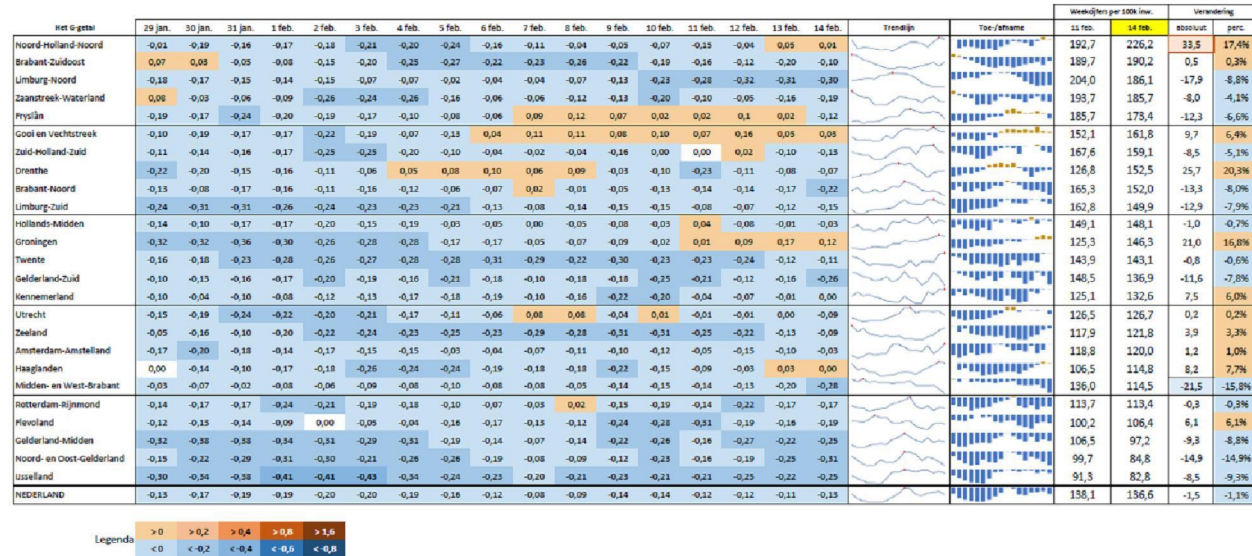 Weekcijfers per 100k inw. Verandering
Het G-getal 29 jan. 30 jan. 31 jan. 1 feb. 2 feb. 3 feb. 4 feb. 5 feb. 6 feb. 7 feb. 8 feb. 9 feb. 10 feb. 11 feb. 12 feb. 13 feb. 14 feb. Trendlijn Toe-/afname 11 feb. 14 feb. absoluut perc.
Noord-Holland-Noord -0,01 -0,19 -0,16 -0,17 -0,18 -0,21 -0,20 -0,24 -0,16 -0,11 -0,04 -0,05 -0,07 -0,15 -0,04 0,05 0,01 192,7 226,2 33,5 17,4%
Brabant-Zuidoost 0,07 0,03 -0,05 -0,08 -0,15 -0,20 -0,25 -0,27 -0,22 -0,23 -0,26 -0,22 -0,19 -0,16 -0,12 -0,20 -0,10 189,7 190,2 0,5 0,3%
Limburg-Noord -0,18 -0,17 -0,15 -0,14 -0,15 -0,07 -0,07 -0,02 -0,04 -0,04 -0,07 -0,13 -0,23 -0,28 -0,32 -0,31 -0,30 204,0 186,1 -17,9 -8,8%
Zaanstreek-Waterland 0,08 -0,03 -0,06 -0,09 -0,26 -0,24 -0,26 -0,16 -0,06 -0,06 -0,12 -0,13 -0,20 -0,10 -0,05 -0,16 -0,19 193,7 185,7 -8,0 -4,1%
Fryslân -0,19 -0,17 -0,24 -0,20 -0,19 -0,17 -0,10 -0,08 -0,06 0,09 0,12 0,07 0,02 0,02 0,1 0,02 -0,12 185,7 173,4 -12,3 -6,6%
Gooi en Vechtstreek -0,10 -0,19 -0,17 -0,17 -0,22 -0,19 -0,07 -0,13 0,04 0,11 0,11 0,08 0,10 0,07 0,16 0,05 0,03 152,1 161,8 9,7 6,4%
Zuid-Holland-Zuid -0,11 -0,14 -0,16 -0,17 -0,25 -0,25 -0,20 -0,10 -0,04 -0,02 -0,04 -0,16 0,00 0,00 0,02 -0,10 -0,13 167,6 159,1 -8,5 -5,1%
Drenthe -0,22 -0,20 -0,15 -0,16 -0,11 -0,06 0,05 0,08 0,10 0,06 0,09 -0,03 -0,10 -0,23 -0,11 -0,08 -0,07 126,8 152,5 25,7 20,3%
Brabant-Noord -0,13 -0,08 -0,17 -0,16 -0,11 -0,16 -0,12 -0,06 -0,07 0,02 -0,01 -0,05 -0,13 -0,14 -0,14 -0,17 -0,22 165,3 152,0 -13,3 -8,0%
Limburg-Zuid -0,24 -0,31 -0,31 -0,26 -0,24 -0,23 -0,23 -0,21 -0,13 -0,08 -0,14 -0,15 -0,15 -0,08 -0,07 -0,12 -0,15 162,8 149,9 -12,9 -7,9%
Hollands-Midden -0,14 -0,10 -0,17 -0,17 -0,20 -0,15 -0,19 -0,03 -0,05 0,00 -0,05 -0,08 -0,03 0,04 -0,08 -0,01 -0,03 149,1 148,1 -1,0 -0,7%
Groningen -0,32 -0,32 -0,36 -0,30 -0,26 -0,28 -0,28 -0,17 -0,17 -0,05 -0,07 -0,09 -0,02 0,01 0,09 0,17 0,12 125,3 146,3 21,0 16,8%
Twente -0,16 -0,18 -0,23 -0,28 -0,26 -0,27 -0,28 -0,28 -0,31 -0,29 -0,22 -0,30 -0,23 -0,23 -0,24 -0,12 -0,11 143,9 143,1 -0,8 -0,6%
Gelderland-Zuid -0,10 -0,13 -0,16 -0,17 -0,20 -0,19 -0,16 -0,21 -0,18 -0,10 -0,18 -0,18 -0,25 -0,21 -0,12 -0,14 -0,26 148,5 136,9 -11,6 -7,8%
Kennemerland -0,10 -0,04 -0,10 -0,08 -0,12 -0,13 -0,17 -0,18 -0,19 -0,10 -0,16 -0,22 -0,20 -0,04 -0,07 -0,01 0,00 125,1 132,6 7,5 6,0%
Utrecht -0,15 -0,19 -0,24 -0,22 -0,20 -0,21 -0,17 -0,11 -0,06 0,08 0,08 -0,04 0,01 -0,01 -0,01 0,00 -0,09 126,5 126,7 0,2 0,2%
Zeeland -0,05 -0,16 -0,10 -0,20 -0,22 -0,24 -0,23 -0,25 -0,23 -0,29 -0,28 -0,31 -0,31 -0,25 -0,22 -0,13 -0,09 117,9 121,8 3,9 3,3%
Amsterdam-Amstelland -0,17 -0,20 -0,18 -0,14 -0,17 -0,15 -0,15 -0,03 -0,04 -0,07 -0,11 -0,10 -0,12 -0,05 -0,15 -0,10 -0,03 118,8 120,0 1,2 1,0%
Haaglanden 0,00 -0,14 -0,10 -0,17 -0,18 -0,26 -0,24 -0,24 -0,19 -0,18 -0,18 -0,22 -0,15 -0,09 -0,03 0,03 0,00 106,5 114,8 8,2 7,7%
Midden- en West-Brabant -0,03 -0,07 -0,02 -0,08 -0,06 -0,09 -0,08 -0,10 -0,08 -0,08 -0,05 -0,14 -0,15 -0,14 -0,13 -0,20 -0,28 136,0 114,5 -21,5 -15,8%
Rotterdam-Rijnmond -0,14 -0,17 -0,17 -0,24 -0,21 -0,19 -0,18 -0,10 -0,07 -0,03 0,02 -0,15 -0,19 -0,14 -0,22 -0,17 -0,17 113,7 113,4 -0,3 -0,3%
Flevoland -0,12 -0,13 -0,14 -0,09 0,00 -0,05 -0,04 -0,16 -0,17 -0,13 -0,12 -0,24 -0,28 -0,31 -0,19 -0,16 -0,19 100,2 106,4 6,1 6,1%
Gelderland-Midden -0,32 -0,38 -0,38 -0,34 -0,31 -0,29 -0,31 -0,19 -0,14 -0,07 -0,14 -0,22 -0,26 -0,16 -0,27 -0,22 -0,25 106,5 97,2 -9,3 -8,8%
Noord- en Oost-Gelderland -0,15 -0,22 -0,29 -0,31 -0,30 -0,21 -0,26 -0,26 -0,19 -0,08 -0,09 -0,12 -0,23 -0,16 -0,19 -0,25 -0,31 99,7 84,8 -14,9 -14,9%
IJsselland -0,30 -0,34 -0,38 -0,41 -0,41 -0,43 -0,34 -0,24 -0,23 -0,20 -0,21 -0,23 -0,21 -0,21 -0,25 -0,22 -0,25 91,3 82,8 -8,5 -9,3%
NEDERLAND -0,13 -0,17 -0,19 -0,19 -0,20 -0,20 -0,19 -0,16 -0,12 -0,08 -0,09 -0,14 -0,14 -0,12 -0,12 -0,11 -0,13 138,1 136,6 -1,5 -1,1%
Legenda > 0 > 0,2 > 0,4 > 0,8 > 1,6
< 0 < -0,2 < -0,4 < -0,6 < -0,8